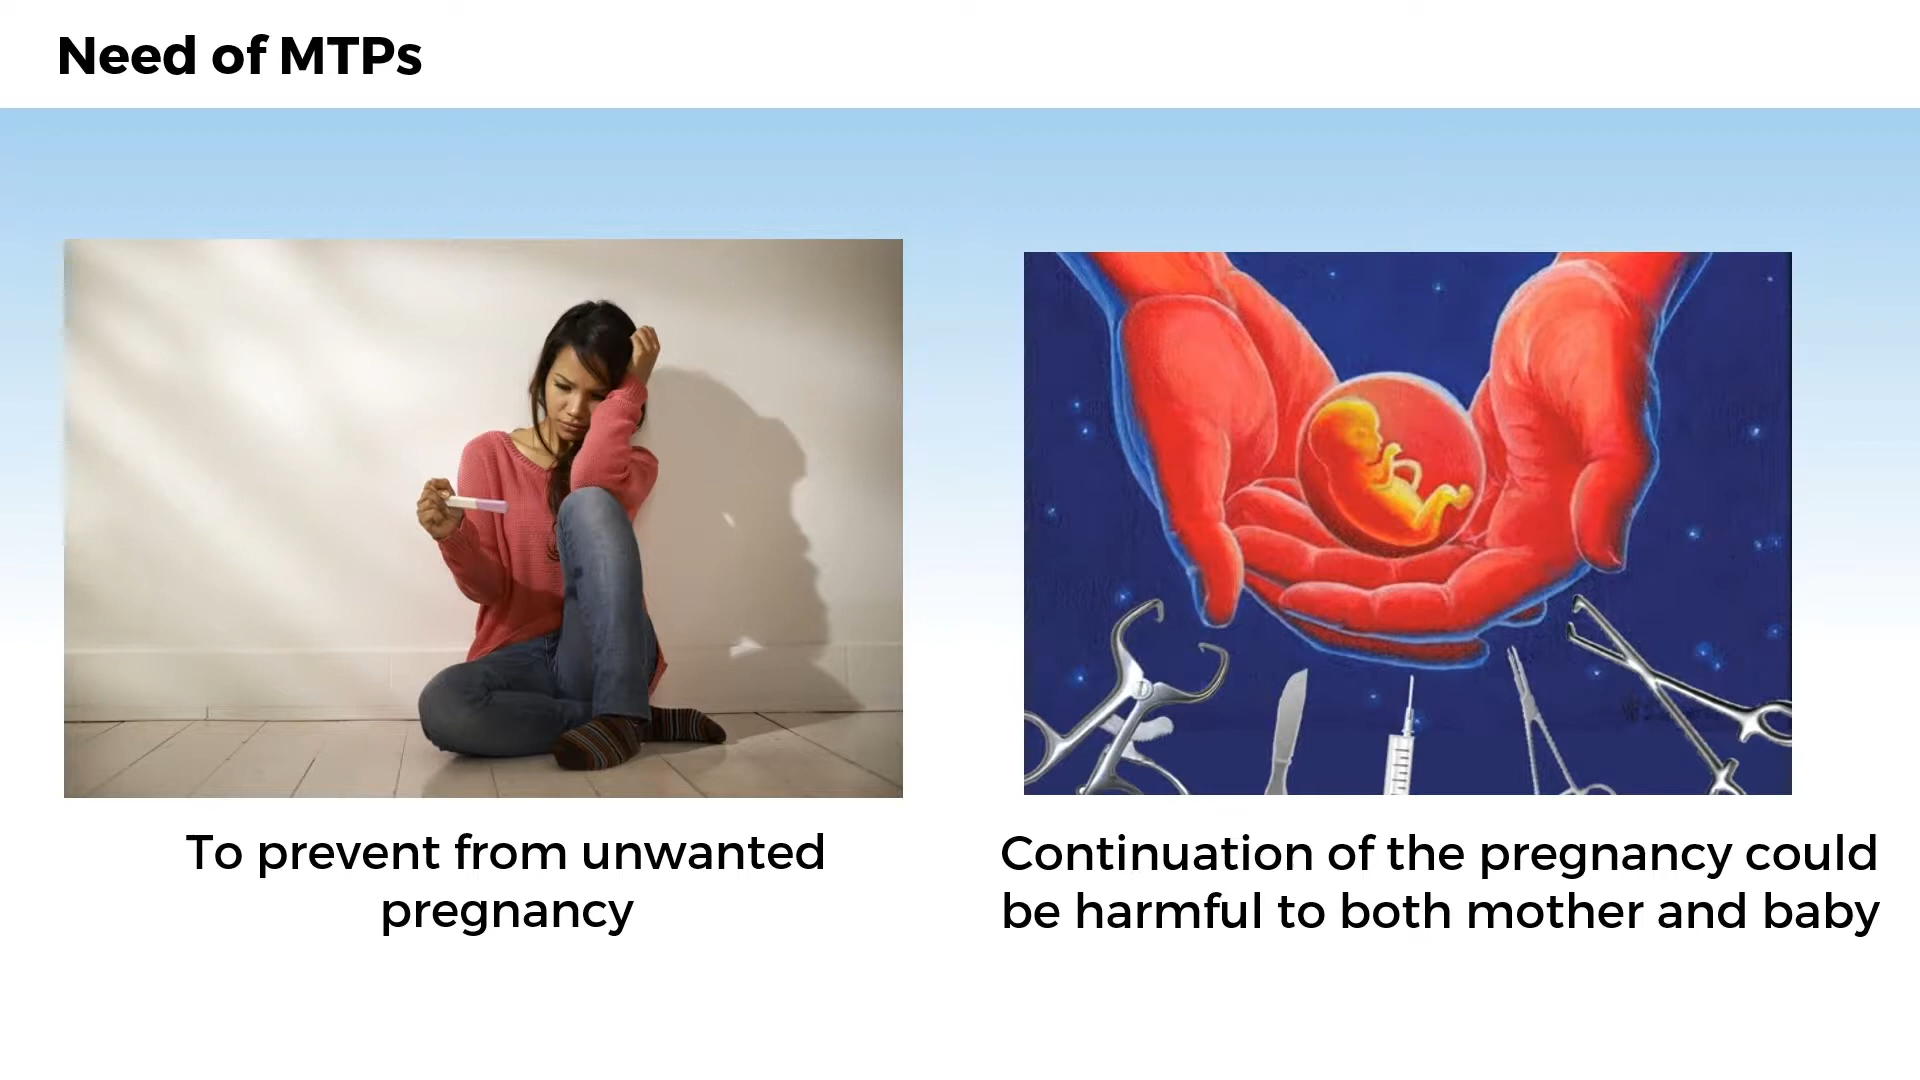 Need of MTPs
To prevent from unwanted
pregnancy
Continuation of the pregnancy could
be harmful to both mother and baby